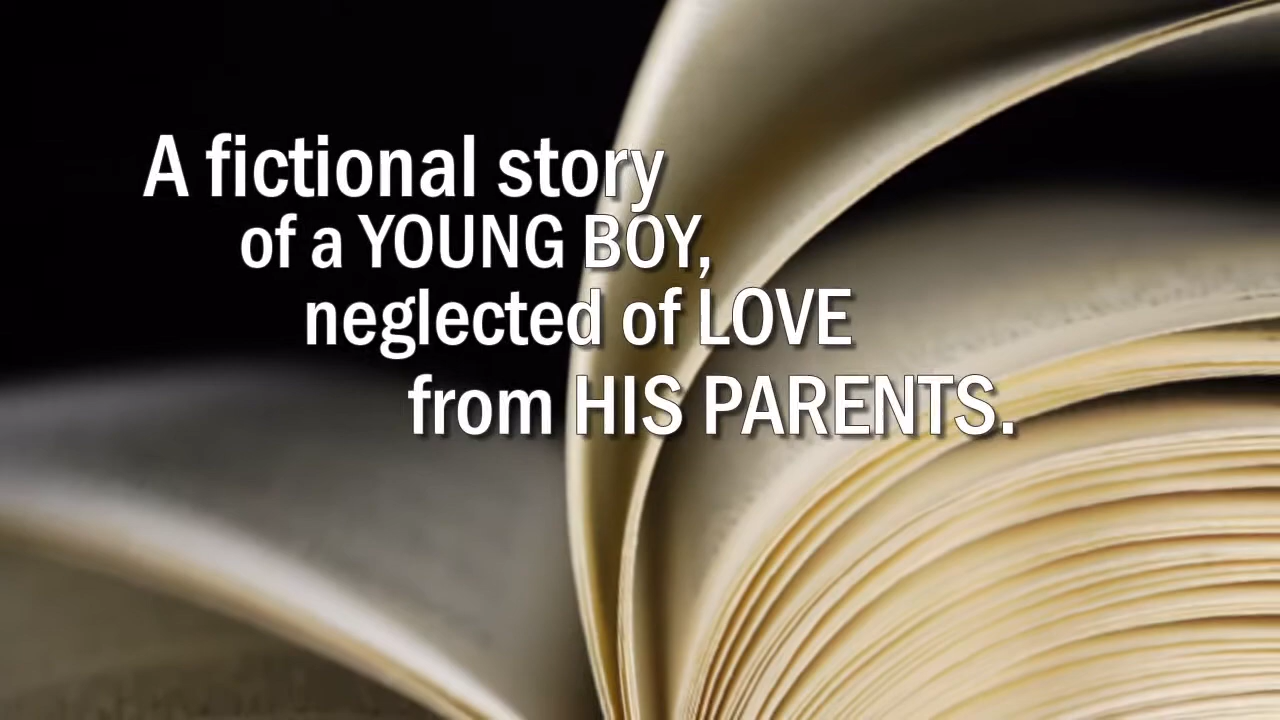 A fictional story
of a YOUNG BOY,
neglected of LOVE
from HIS PARENTS.